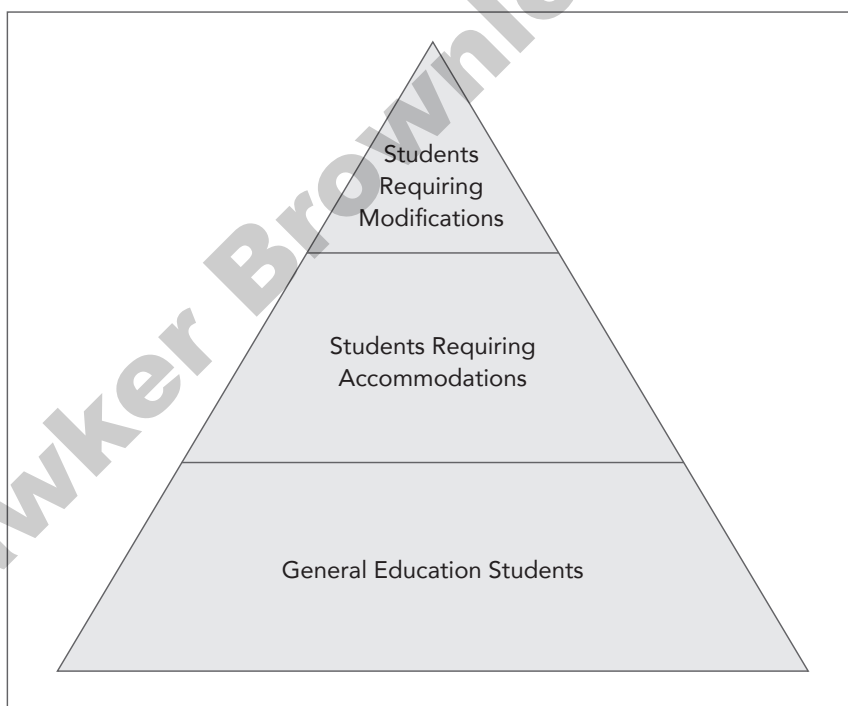 Students
Requiring
Modifications
Students Requiring
Accommodations
General Education Students